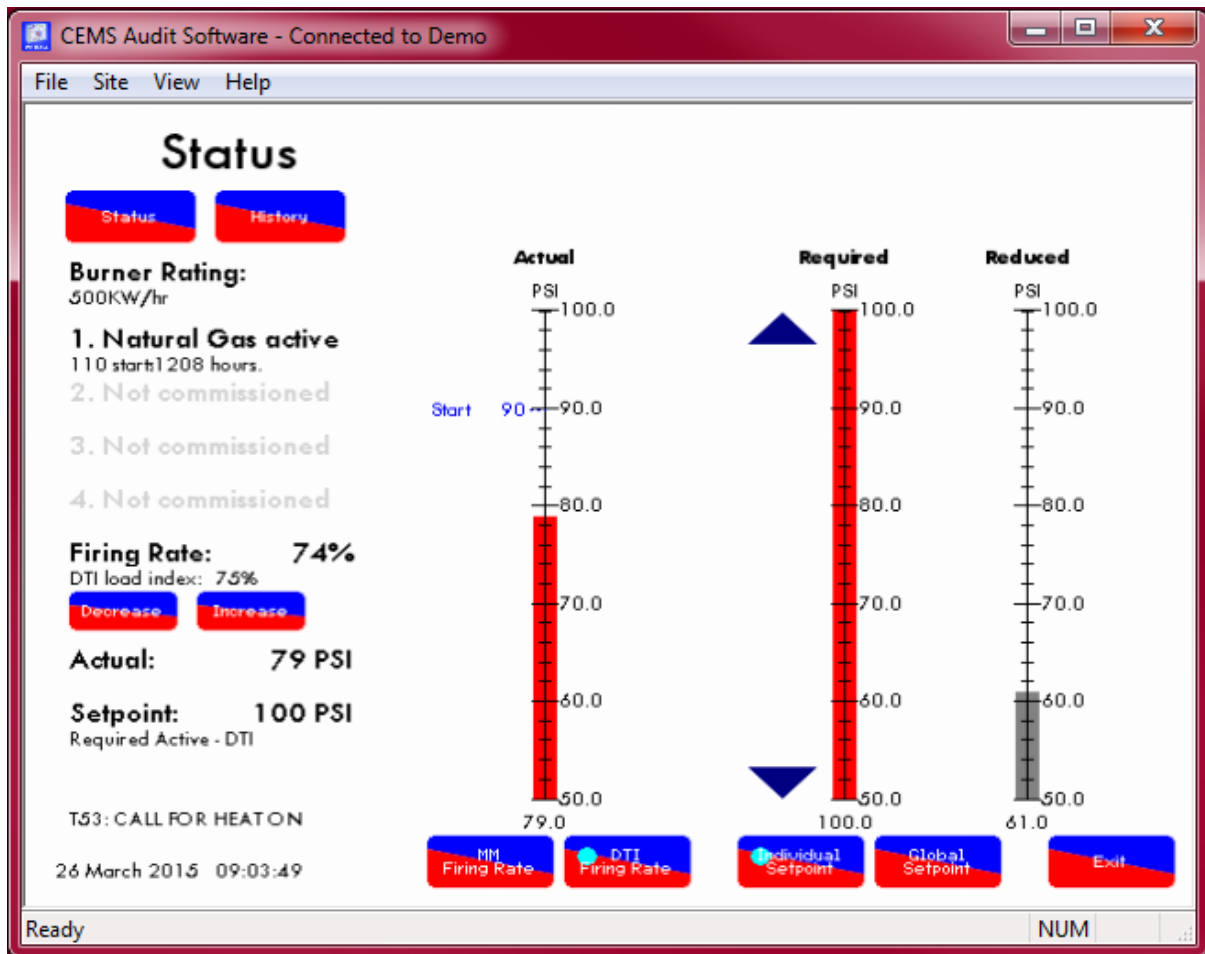 CEMS Audit Software - Connected to Demo
File Site View Help
Status
Status History
Burner Rating:
500KW/hr
1. Natural Gas active
110 starts1208 hours.
2. Not commissioned
3. Not commissioned
4. Not commissioned
Firing Rate: 74%
DTI load index: 75%
Decrease Increase
Actual: 79 PSI
Setpoint: 100 PSI
Required Active - DTI
T53: CALL FOR HEAT ON
26 March 2015 09:03:49
Actual
PSI
100.0
Start 90 90.0
80.0
70.0
60.0
50.0
79.0
Required
PSI
100.0
90.0
80.0
70.0
60.0
50.0
100.0
Reduced
PSI
100.0
90.0
80.0
70.0
60.0
50.0
61.0
MM
Firing Rate
DTI
Firing Rate
Individual
Setpoint
Global
Setpoint
Exit
Ready NUM